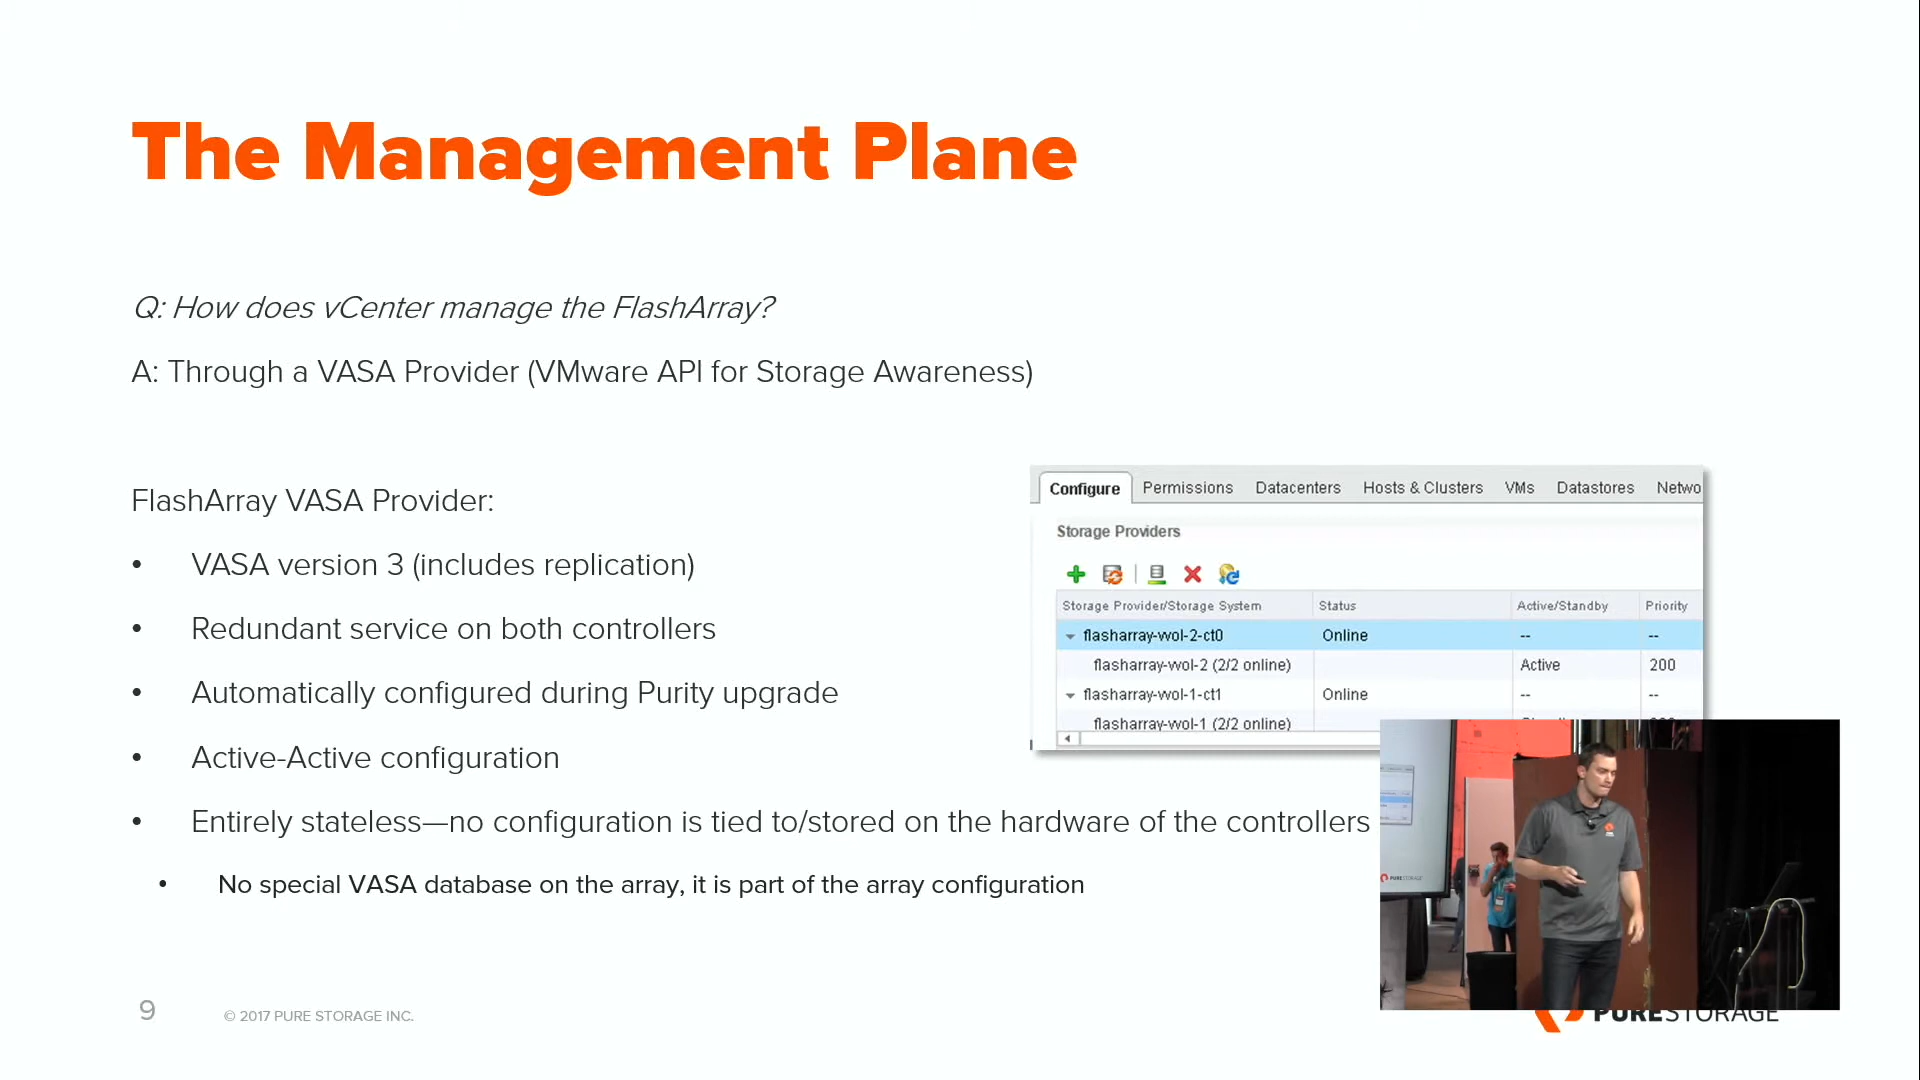 The Management Plane
Q: How does vCenter manage the FlashArray?
A: Through a VASA Provider (VMware API for Storage Awareness)
FlashArray VASA Provider:
• VASA version 3 (includes replication)
• Redundant service on both controllers
• Automatically configured during Purity upgrade
• Active-Active configuration
• Entirely stateless—no configuration is tied to/stored on the hardware of the controllers
• No special VASA database on the array, it is part of the array configuration
Configure Permissions Datacenters Hosts & Clusters VMs Datastores Netwo
Storage Providers
Storage Provider/Storage System Status Active/Standby Priority
flasharray-vvol-2-ct0 Online -- --
flasharray-vvol-2 (2/2 online) Active 200
flasharray-vvol-1-ct1 Online -- --
flasharray-vvol-1 (2/2 online)
9
© 2017 PURE STORAGE INC.
PURESTORAGE